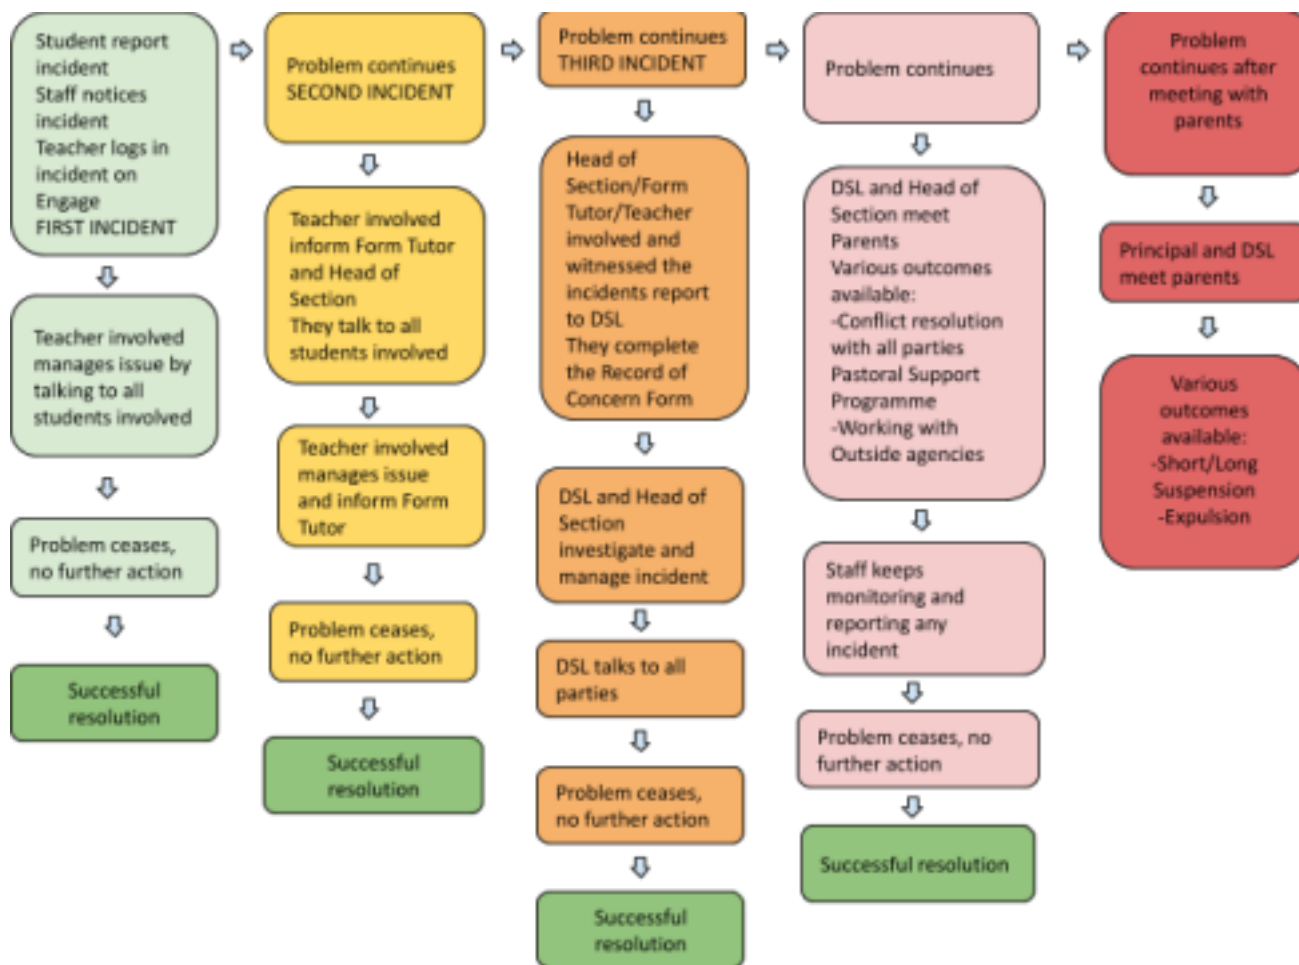 Student report
incident
Staff notices
incident
Teacher logs in
incident on
Engage
FIRST INCIDENT
Teacher involved
manages issue by
talking to all
students involved
Problem ceases,
no further action
Successful
resolution
Problem continues
SECOND INCIDENT
Teacher involved
inform Form Tutor
and Head of
Section
They talk to all
students involved
Teacher involved
manages issue
and inform Form
Tutor
Problem ceases,
no further action
Successful
resolution
Problem continues
THIRD INCIDENT
Head of
Section/Form
Tutor/Teacher
involved and
witnessed the
incidents report
to DSL
They complete
the Record of
Concern Form
DSL and Head of
Section
investigate and
manage incident
DSL talks to all
parties
Problem ceases,
no further action
Successful
resolution
Problem continues
DSL and Head of
Section meet
Parents
Various outcomes
available:
-Conflict resolution
with all parties
Pastoral Support
Programme
-Working with
Outside agencies
Staff keeps
monitoring and
reporting any
incident
Problem ceases, no
further action
Successful resolution
Problem
continues after
meeting with
parents
Principal and DSL
meet parents
Various
outcomes
available:
-Short/Long
Suspension
-Expulsion